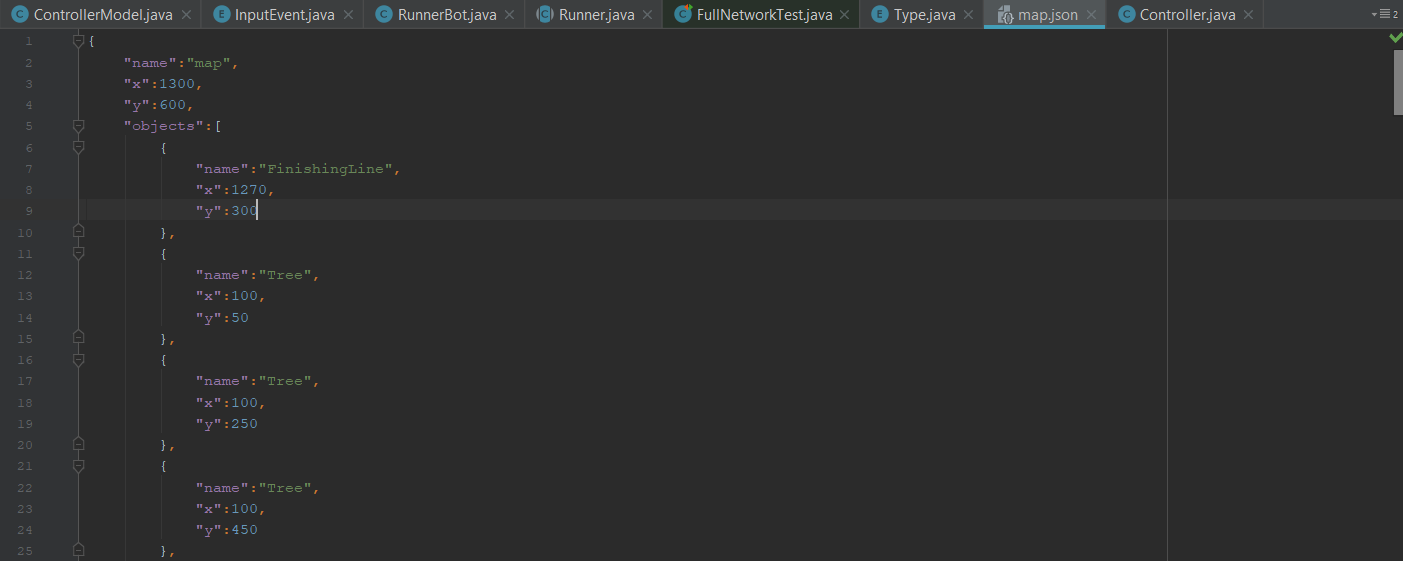 ControllerModel.java InputEvent.java RunnerBot.java Runner.java FullNetworkTest.java Type.java map.json Controller.java 2
1 {
2 "name":"map",
3 "x":1300,
4 "y":600,
5 "objects":[
6 {
7 "name":"FinishingLine",
8 "x":1270,
9 "y":300
10 },
11 {
12 "name":"Tree",
13 "x":100,
14 "y":50
15 },
16 {
17 "name":"Tree",
18 "x":100,
19 "y":250
20 },
21 {
22 "name":"Tree",
23 "x":100,
24 "y":450
25 },